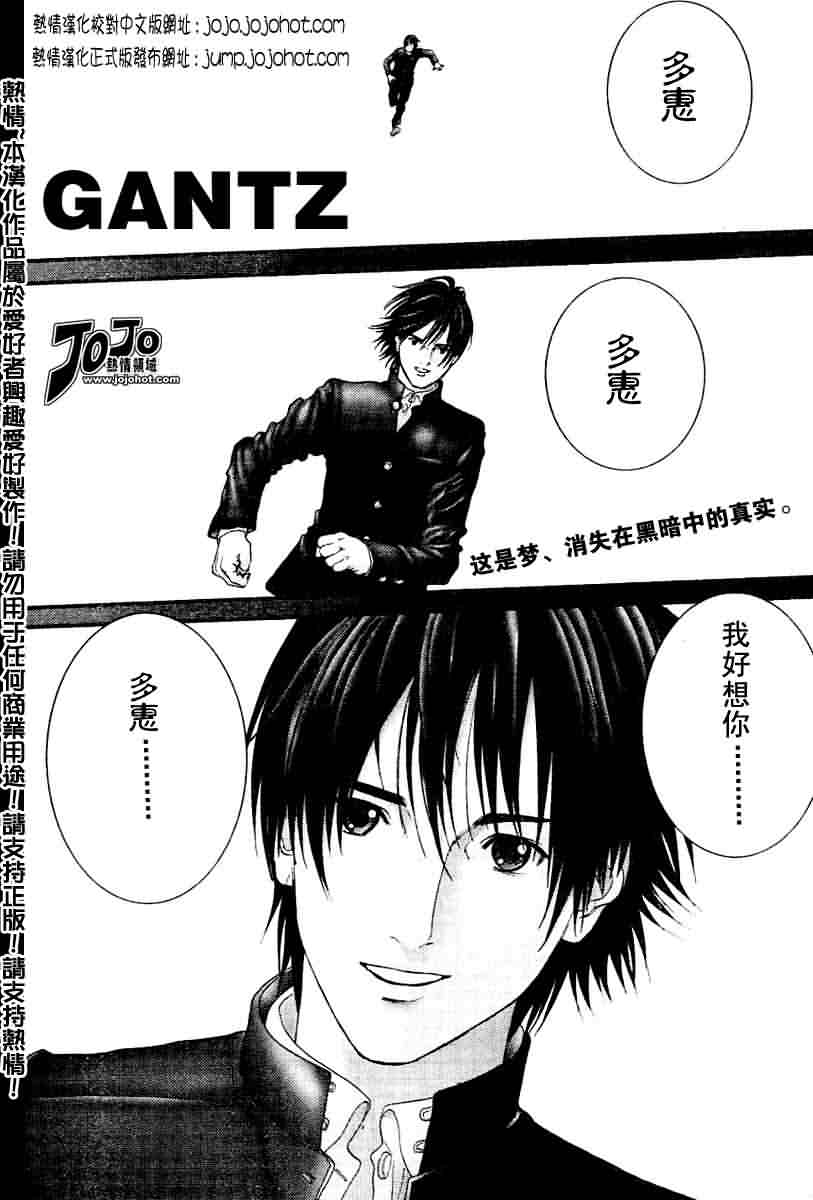 熱情漢化校對中文版網址：jojo.jojohot.com
熱情漢化正式版發布網址：jump.jojohot.com
多惠
GANTZ
JOJO
熱情領域
www.jojohot.com
多惠
这是梦、消失在黑暗中的真实。
我好想你………
多惠………
熱情、本漢化作品屬於愛好者興趣愛好製作！請勿用于任何商業用途！請支持正版！請支持熱情！